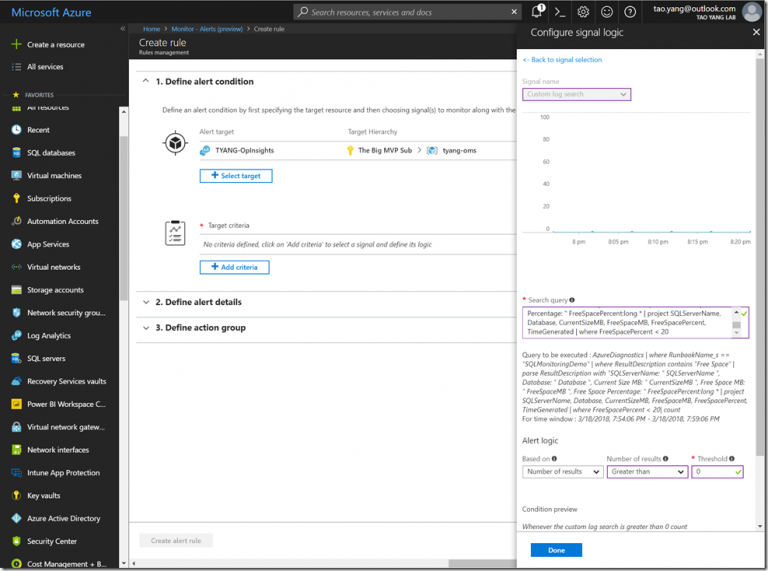 Microsoft Azure
Search resources, services and docs
1
tao.yang@outlook.com
TAO YANG LAB
Create a resource
All services
FAVORITES
All resources
Recent
SQL databases
Virtual machines
Subscriptions
Automation Accounts
App Services
Virtual networks
Storage accounts
Network security grou...
Log Analytics
SQL servers
Recovery Services vaults
Power BI Workspace C...
Virtual network gatew...
Network interfaces
Intune App Protection
Key vaults
Azure Active Directory
Security Center
Cost Management + B...
Home > Monitor - Alerts (preview) > Create rule
Create rule
Rules management
1. Define alert condition
Define an alert condition by first specifying the target resource and then choosing signal(s) to monitor along with the
Alert target
Target Hierarchy
TYANG-OpInsights
The Big MVP Sub > tyang-oms
+ Select target
* Target criteria
No criteria defined, click on 'Add criteria' to select a signal and define its logic
+ Add criteria
2. Define alert details
3. Define action group
Create alert rule
Configure signal logic
<- Back to signal selection
Signal name
Custom log search
100
80
60
40
20
0
8 pm
8:05 pm
8:10 pm
8:15 pm
8:20 pm
* Search query
Percentage: " FreeSpacePercent:long * | project SQLServerName,
Database, CurrentSizeMB, FreeSpaceMB, FreeSpacePercent,
TimeGenerated | where FreeSpacePercent < 20
Query to be executed : AzureDiagnostics | where RunbookName_s ==
"SQLMonitoringDemo" | where ResultDescription contains "Free Space" |
parse ResultDescription with "SQLServerName: " SQLServerName ",
Database: " Database ", Current Size MB: " CurrentSizeMB ", Free Space MB:
" FreeSpaceMB ", Free Space Percentage: " FreeSpacePercent:long * | project
SQLServerName, Database, CurrentSizeMB, FreeSpaceMB, FreeSpacePercent,
TimeGenerated | where FreeSpacePercent < 20| count
For time window : 3/18/2018, 7:54:06 PM - 3/18/2018, 7:59:06 PM
Alert logic
Based on
Number of results
* Threshold
Number of results
Greater than
0
Condition preview
Whenever the custom log search is greater than 0 count
Done